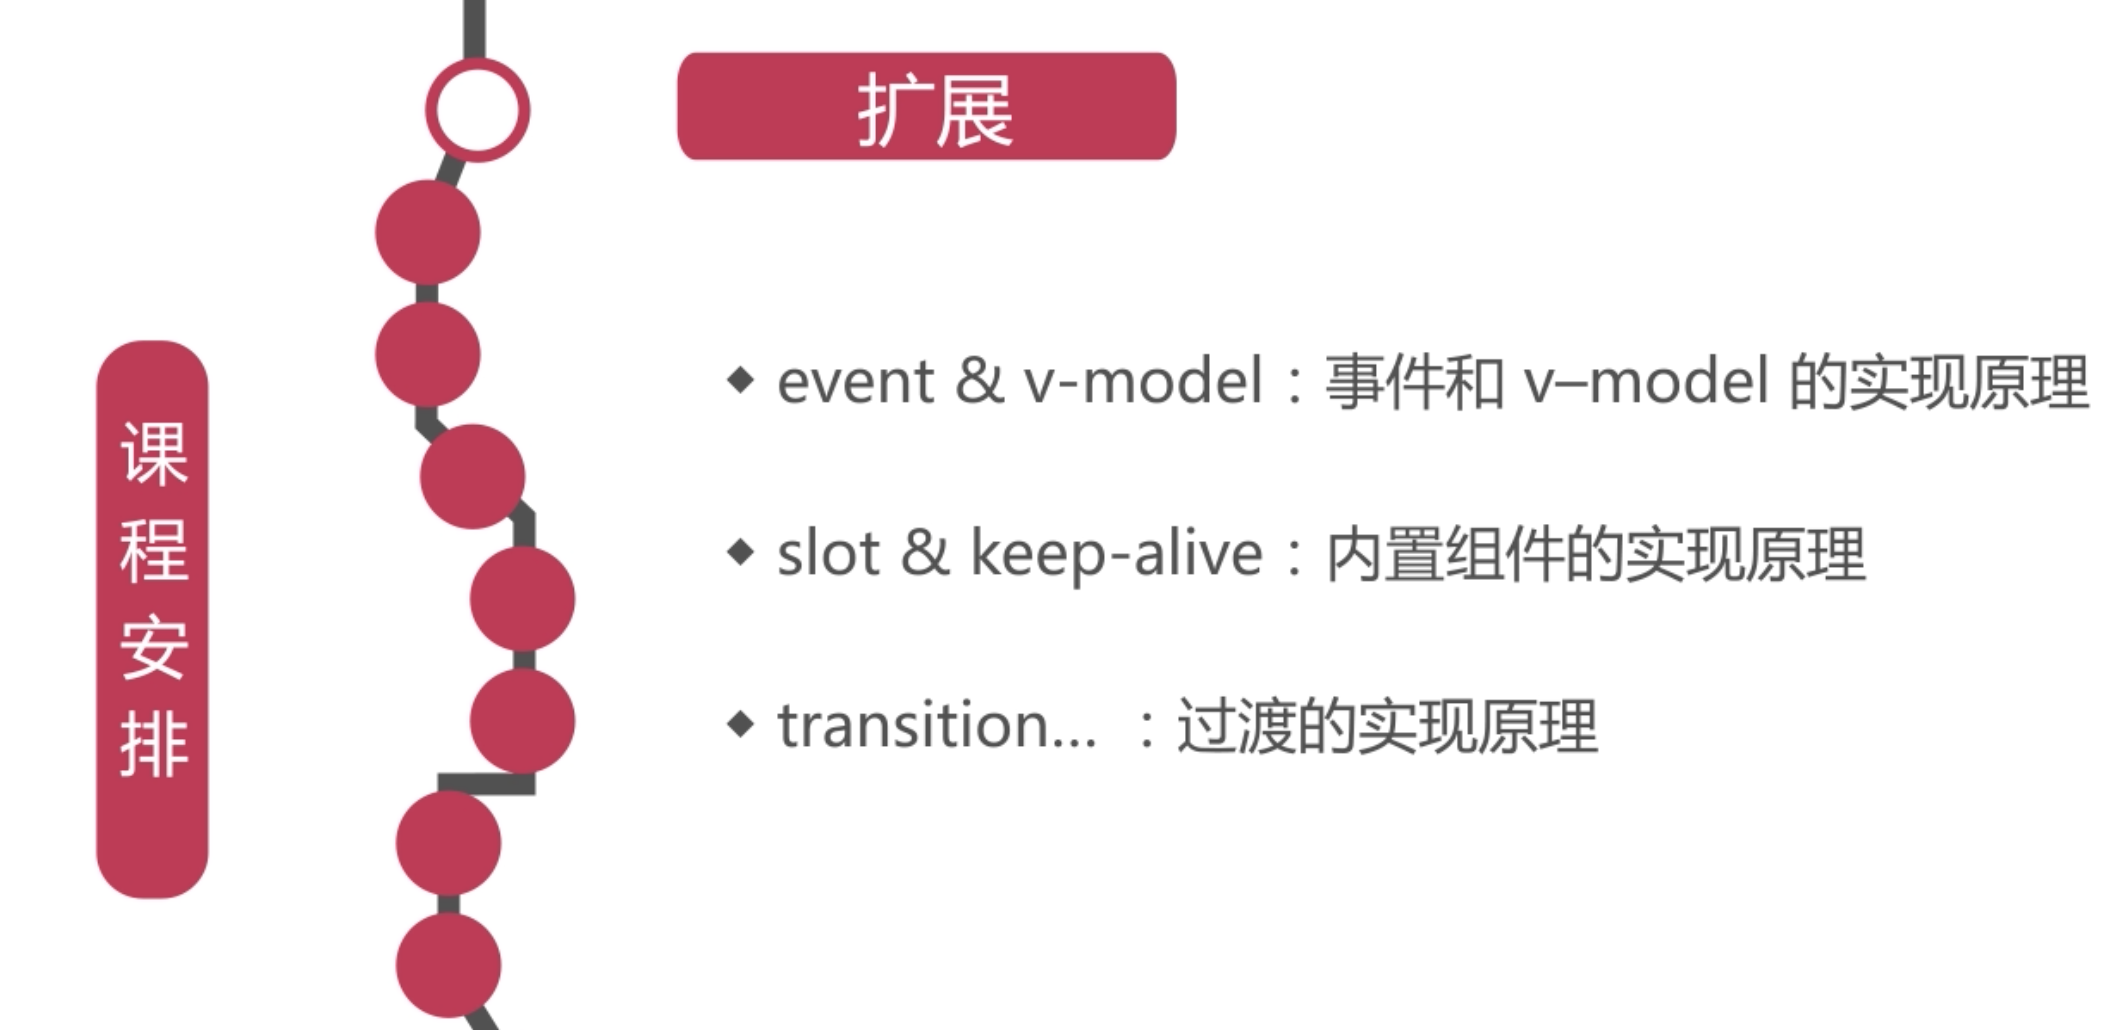 扩展
课程安排
event & v-model：事件和 v–model 的实现原理
slot & keep-alive：内置组件的实现原理
transition... ：过渡的实现原理